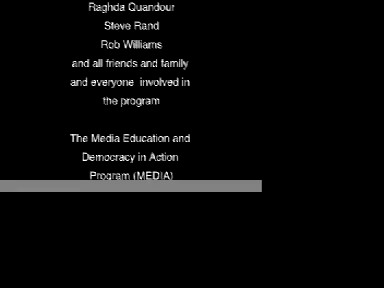 Raghda Quandour
Steve Rand
Rob Williams
and all friends and family
and everyone involved in
the program
The Media Education and
Democracy in Action
Program (MEDIA)